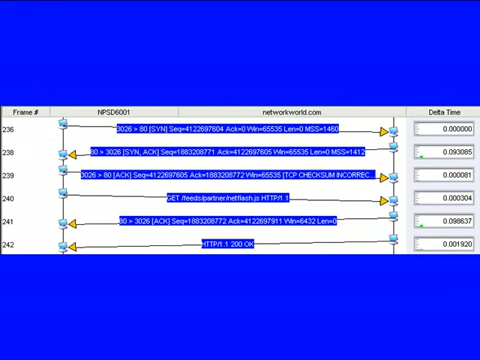 Frame # NPSD6001 networkworld.com Delta Time
236 3026 > 80 [SYN] Seq=4122697604 Ack=0 Win=65535 Len=0 MSS=1460 0.000000
238 80 > 3026 [SYN, ACK] Seq=1883208771 Ack=4122697605 Win=65535 Len=0 MSS=1412 0.093085
239 3026 > 80 [ACK] Seq=4122697605 Ack=1883208772 Win=65535 [TCP CHECKSUM INCORREC... 0.000081
240 GET /feeds/partner/netflash.js HTTP/1.1 0.000304
241 80 > 3026 [ACK] Seq=1883208772 Ack=4122697911 Win=6432 Len=0 0.098637
242 HTTP/1.1 200 OK 0.001920